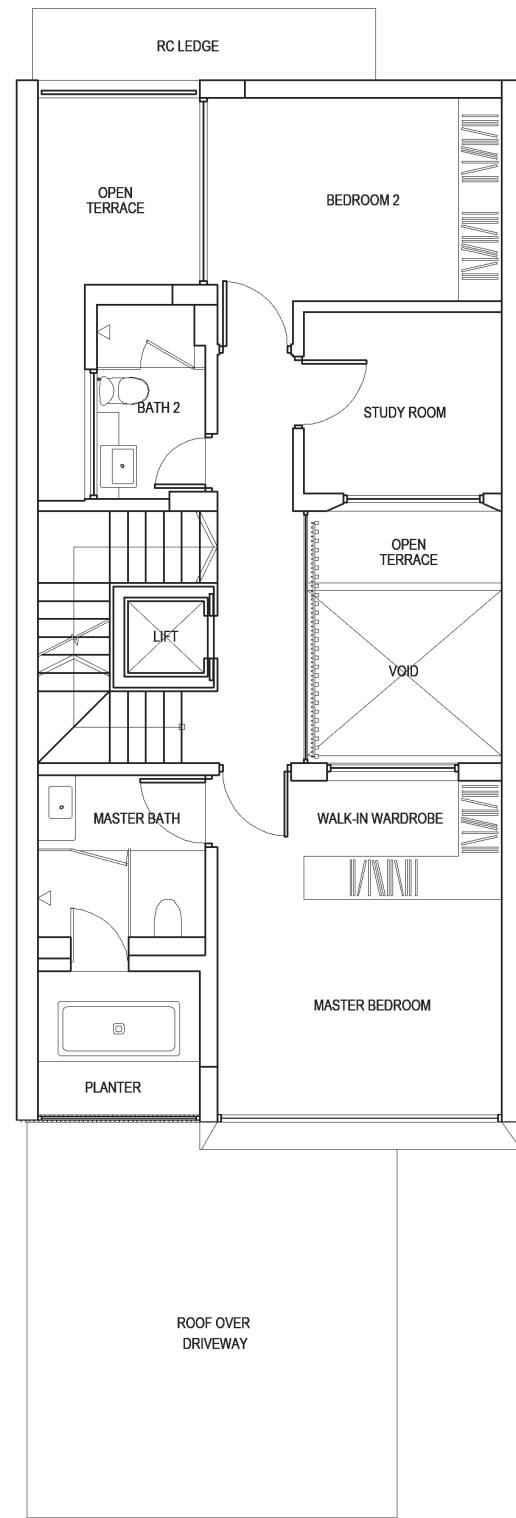 RC LEDGE
OPEN
TERRACE
BEDROOM 2
BATH 2
STUDY ROOM
OPEN
TERRACE
LIFT
VOID
MASTER BATH
WALK-IN WARDROBE
MASTER BEDROOM
PLANTER
ROOF OVER
DRIVEWAY